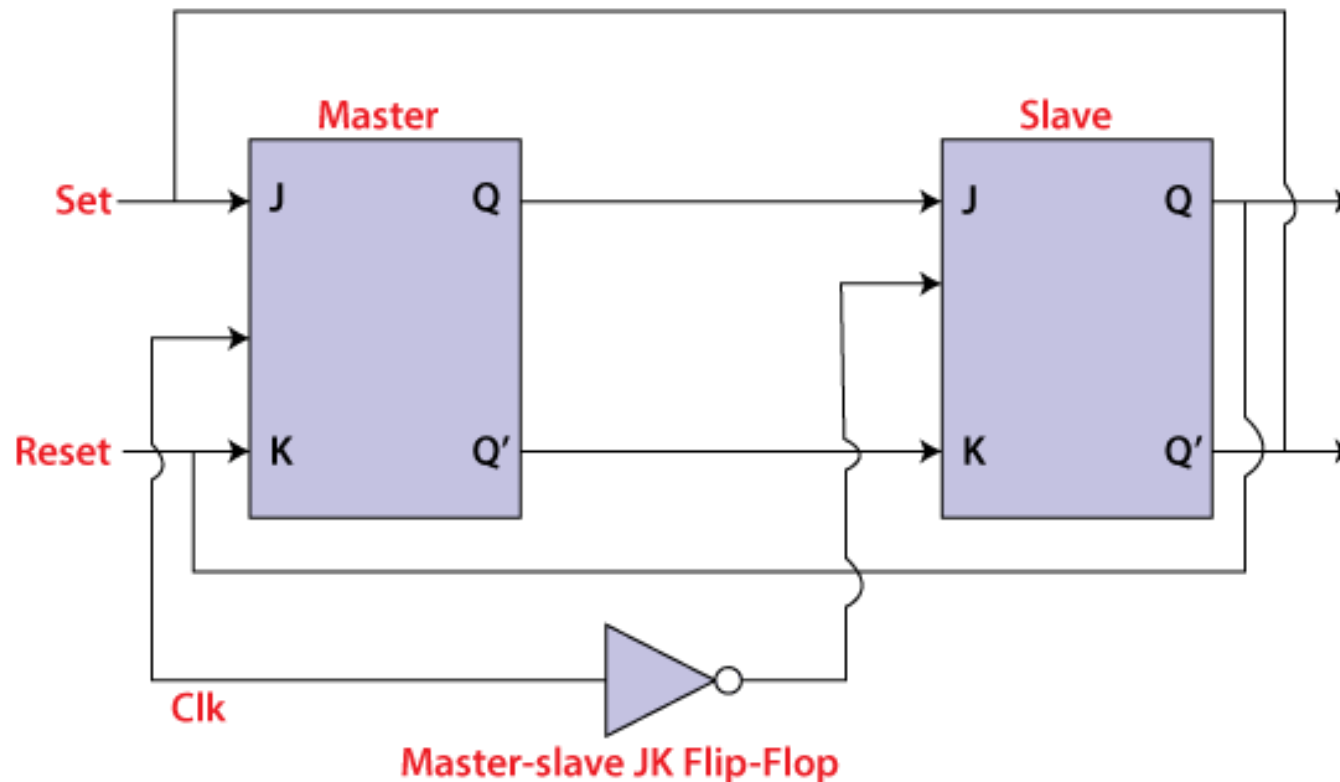 Master
Slave
Set
J
Q
J
Q
Reset
K
Q’
K
Q’
Clk
Master-slave JK Flip-Flop